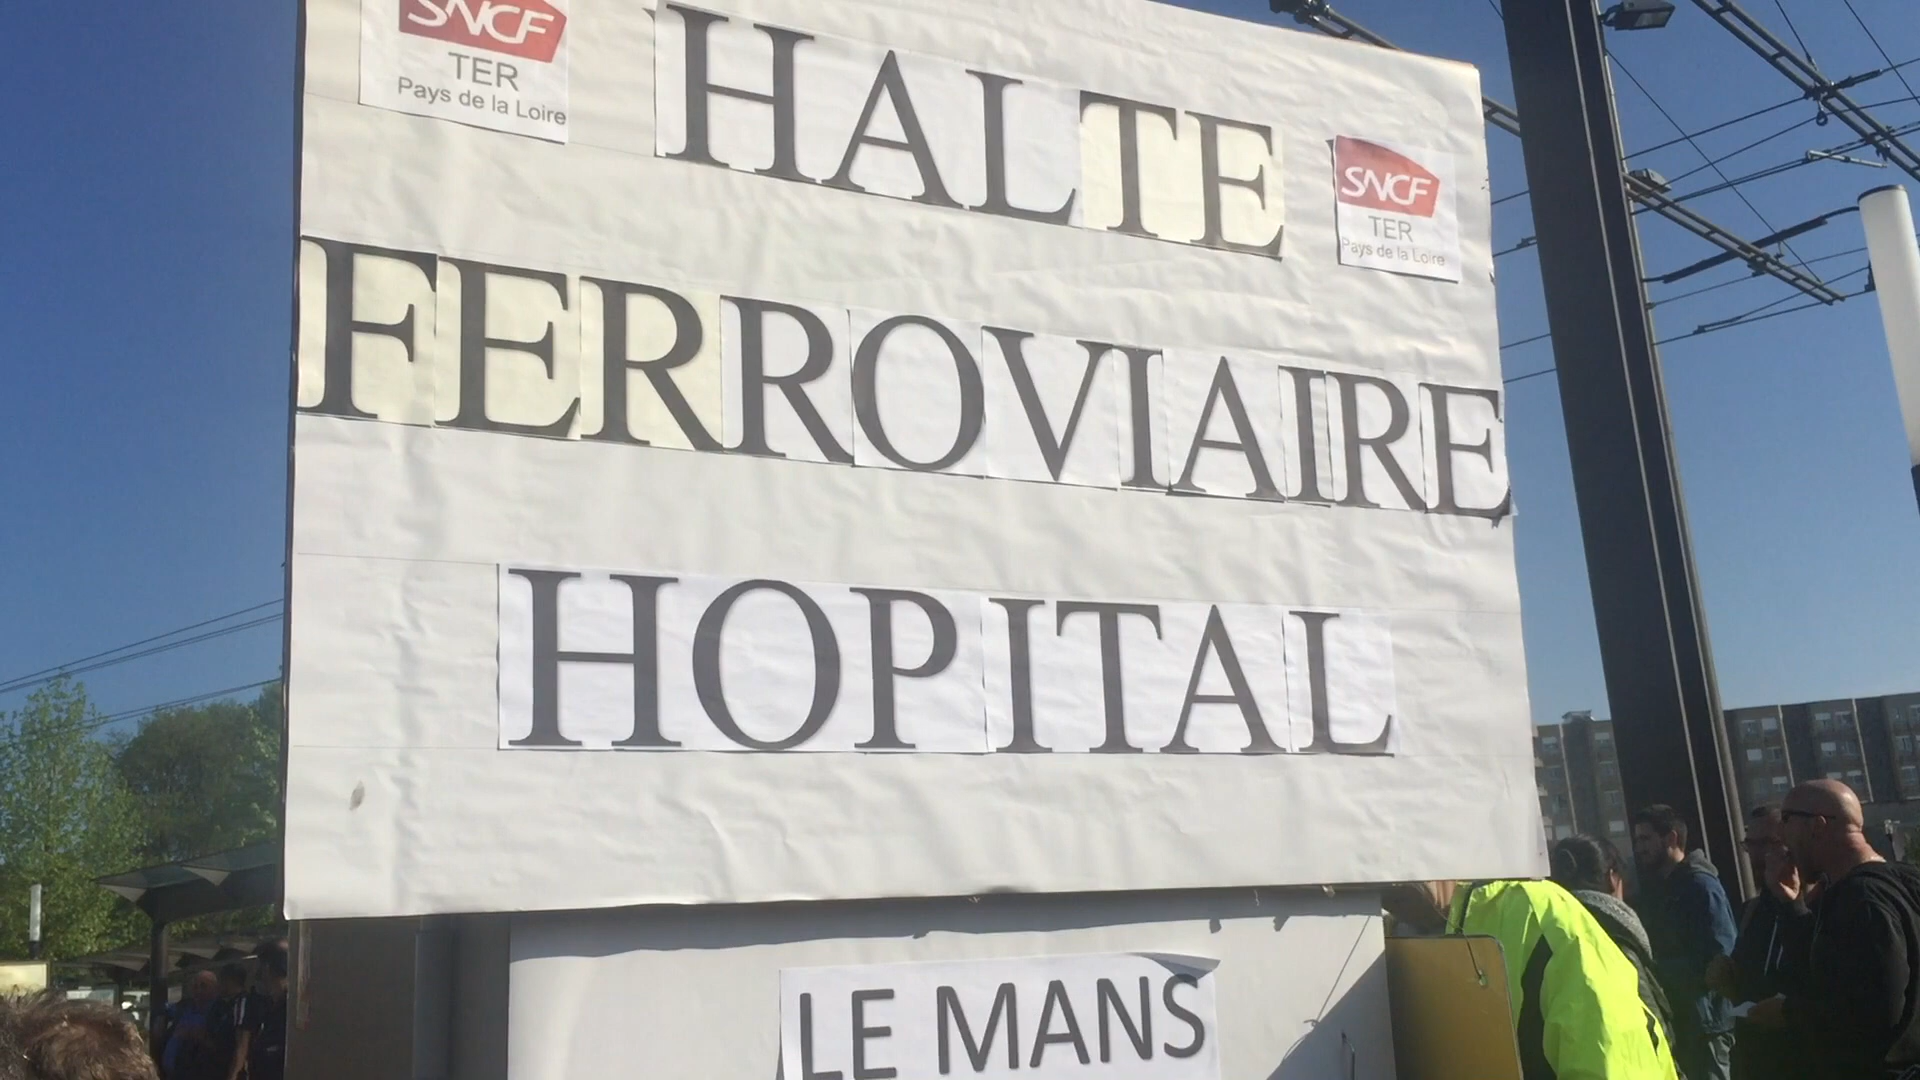 SNCF
TER
Pays de la Loire
HALTE
SNCF
TER
Pays de la Loire
FERROVIAIRE
HOPITAL
LE MANS